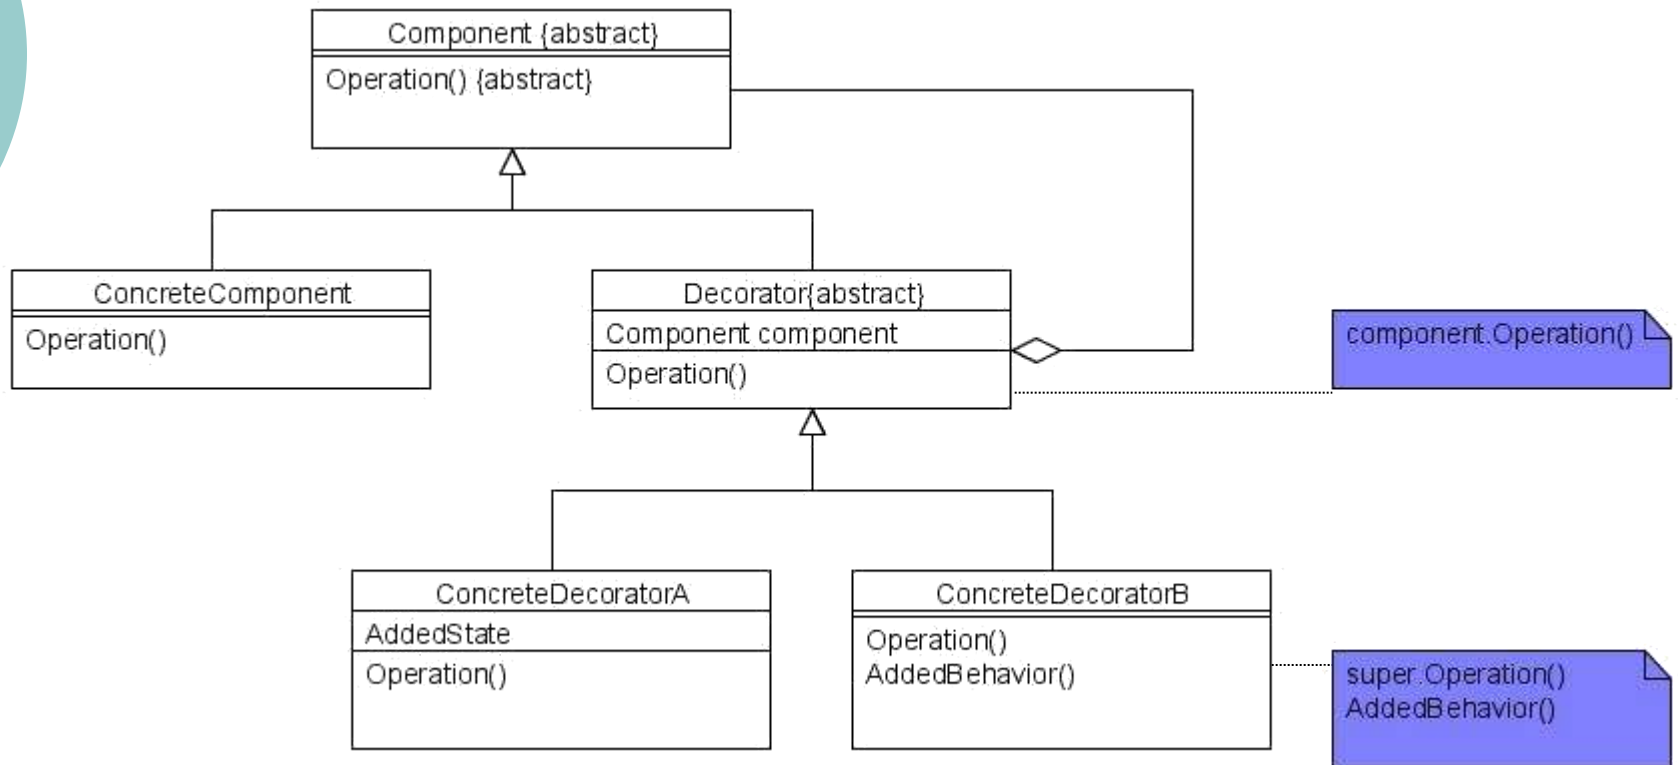 Component {abstract}
Operation() {abstract}
ConcreteComponent
Operation()
Decorator{abstract}
Component component
Operation()
component.Operation()
ConcreteDecoratorA
AddedState
Operation()
ConcreteDecoratorB
Operation()
AddedBehavior()
super.Operation()
AddedBehavior()